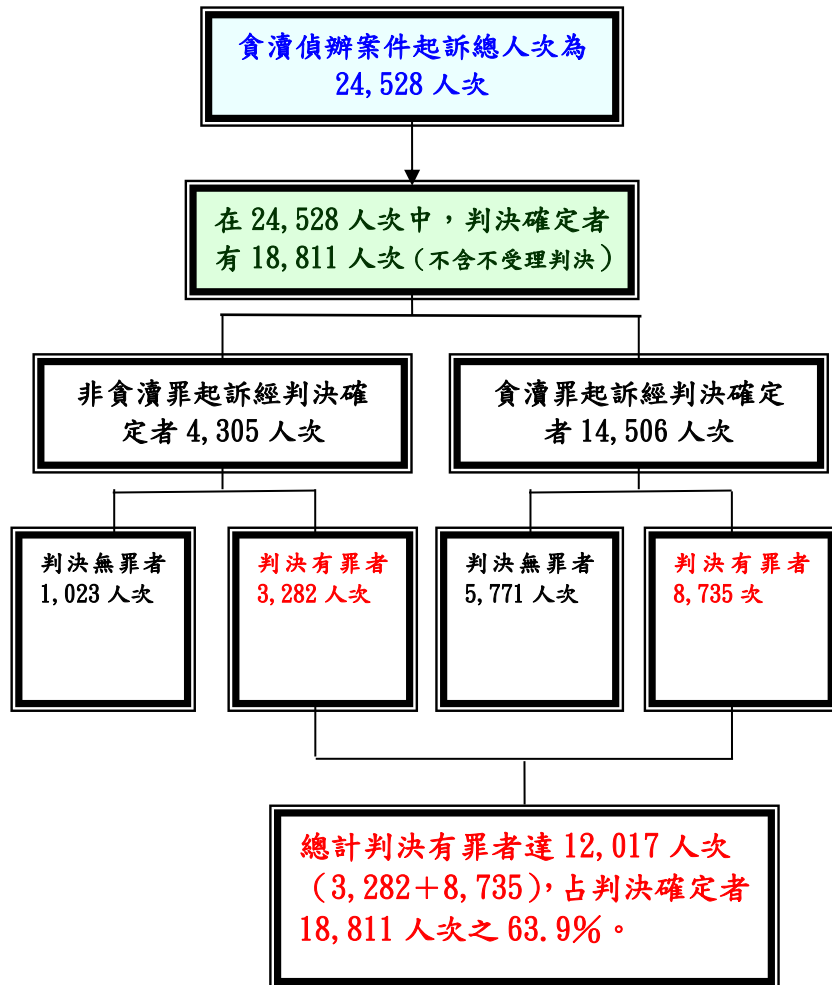 貪瀆偵辦案件起訴總人次為
24,528 人次
在 24,528 人次中，判決確定者
有 18,811 人次（不含不受理判決）
非貪瀆罪起訴經判決確
定者 4,305 人次
貪瀆罪起訴經判決確定
者 14,506 人次
判決無罪者
1,023 人次
判決有罪者
3,282 人次
判決無罪者
5,771 人次
判決有罪者
8,735 次
總計判決有罪者達 12,017 人次
（3,282＋8,735），占判決確定者
18,811 人次之 63.9％。